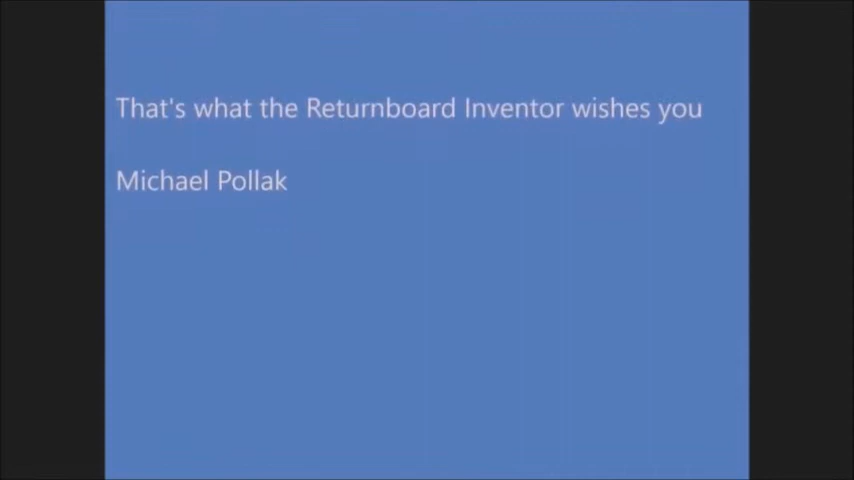 That's what the Returnboard Inventor wishes you
Michael Pollak